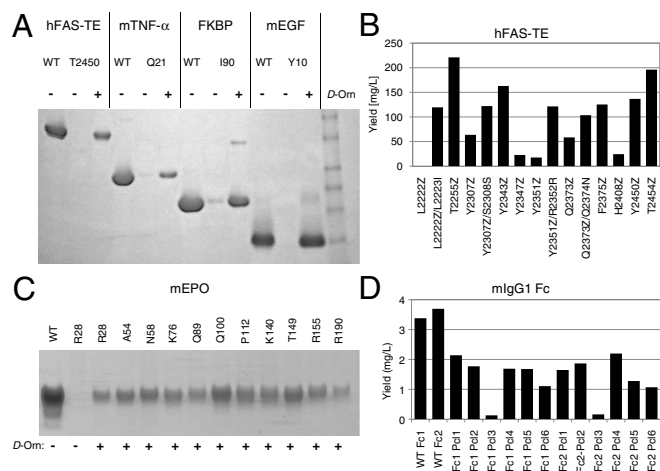 A
hFAS-TE mTNF-α FKBP mEGF
WT T2450 WT Q21 WT I90 WT Y10
- - + - - + - - + - - + D-Orn
B
hFAS-TE
Yield [mg/L]
250
200
150
100
50
0
L2222Z
L2222Z/L2223I
T2255Z
Y2307Z
Y2307Z/S2308S
Y2343Z
Y2347Z
Y2351Z
Y2351Z/R2352R
Q2373Z
Q2373Z/Q2374N
F2375Z
H2408Z
Y2450Z
T2454Z
C
mEPO
WT R28 R28 A54 N58 K76 Q89 Q100 P112 K140 T149 R155 R190
D-Orn: - - + + + + + + + + + + +
D
mIgG1 Fc
Yield (mg/L)
4
3
2
1
0
WT Fc1
WT Fc2
Fc1 Pcl1
Fc1 Pcl2
Fc1 Pcl3
Fc1 Pcl4
Fc1 Pcl5
Fc1 Pcl6
Fc2 Pcl1
Fc2-Pcl2
Fc2 Pcl3
Fc2 Pcl4
Fc2 Pcl5
Fc2 Pcl6